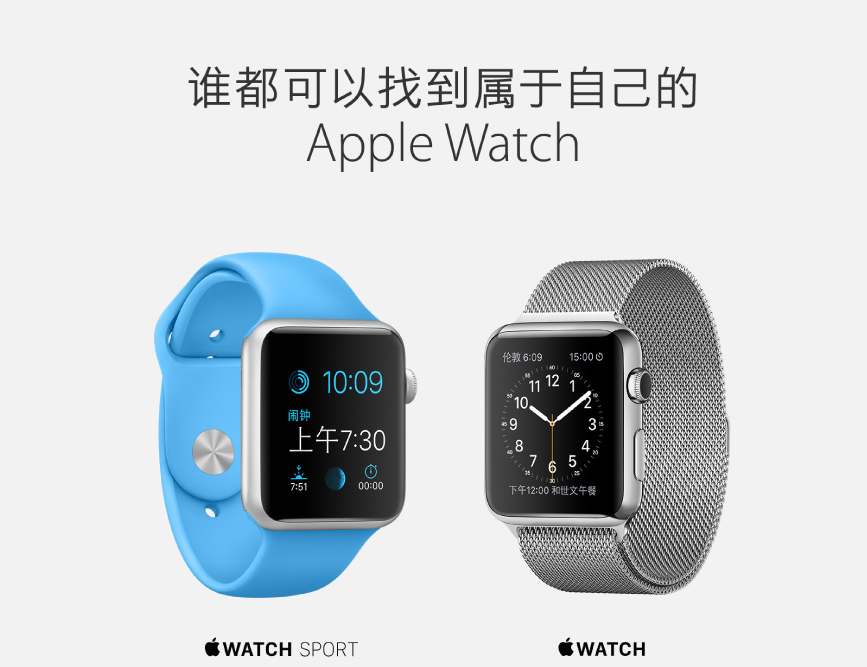 谁都可以找到属于自己的
Apple Watch
10:09
闹钟
上午7:30
7:51
00:00
伦敦 6:09 15:00
12
11 1
10 2
9 3
8 4
7 5
6
下午12:00 和世文午餐
WATCH SPORT
WATCH